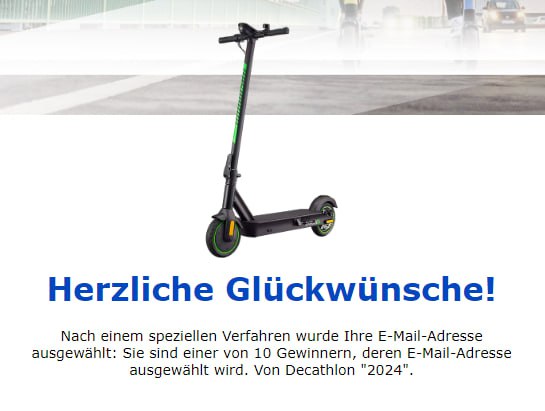 Herzliche Glückwünsche!
Nach einem speziellen Verfahren wurde Ihre E-Mail-Adresse
ausgewählt: Sie sind einer von 10 Gewinnern, deren E-Mail-Adresse
ausgewählt wird. Von Decathlon "2024".